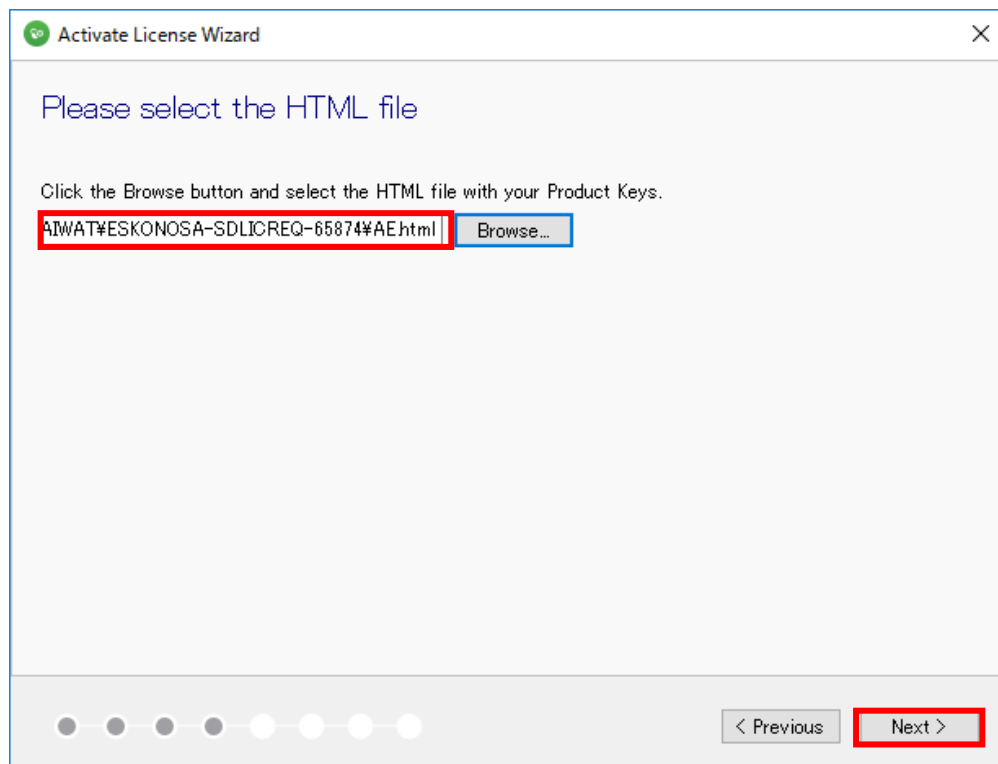 Activate License Wizard
Please select the HTML file
Click the Browse button and select the HTML file with your Product Keys.
AIWAT¥ESKONOSA-SDLICREQ-65874¥AE.html
Browse...
< Previous
Next >